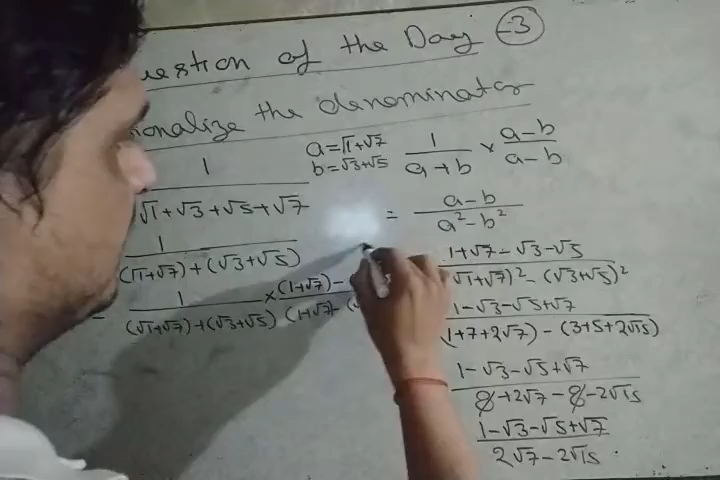 of the Day -3
the denominator
1
√1+√3+√5+√7
a=√1+√7
b=√3+√5
1/(a+b) × (a-b)/(a-b)
= (a-b)/(a²-b²)
1/((√1+√7)+(√3+√5))
= 1/((√1+√7)+(√3+√5)) × (1+√7)-
(1+√7)-
1+√7-√3-√5
(√1+√7)²-(√3+√5)²
1-√3-√5+√7
(1+7+2√7)-(3+5+2√15)
1-√3-√5+√7
8+2√7-8-2√15
1-√3-√5+√7
2√7-2√15.